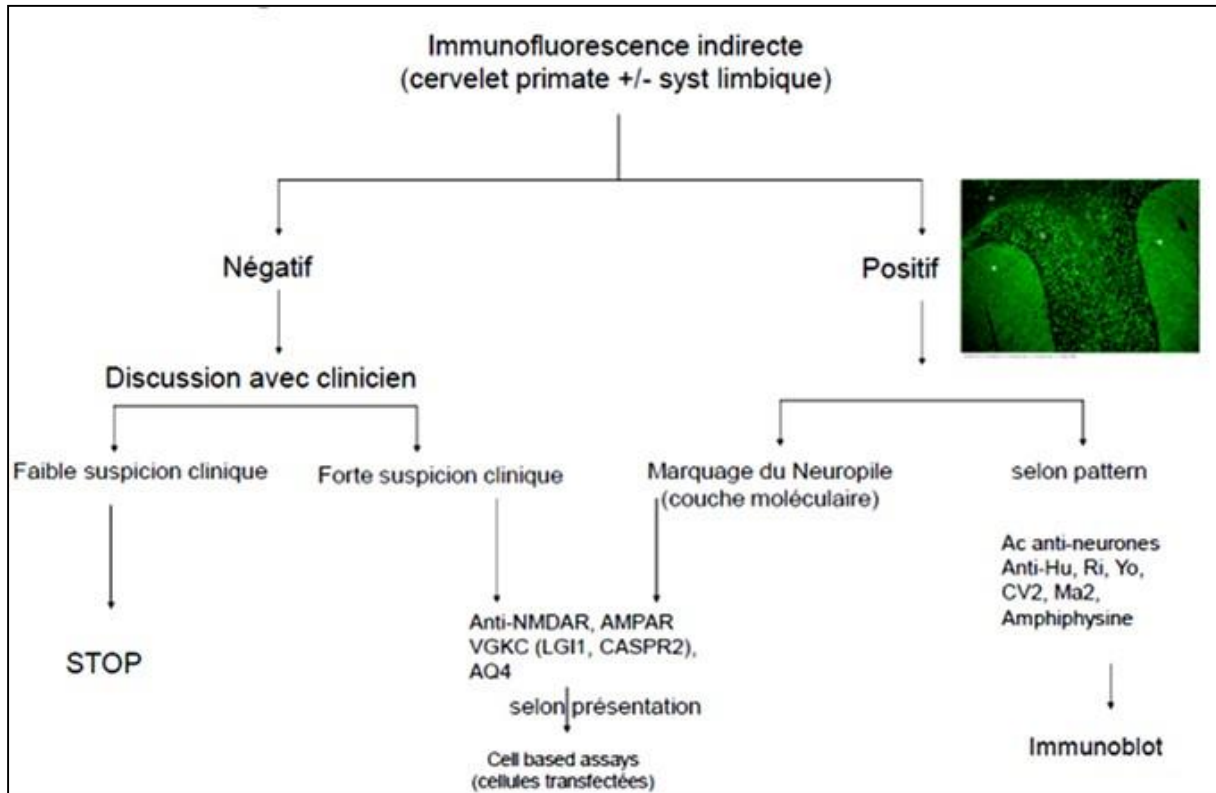 Immunofluorescence indirecte
(cervelet primate +/- syst limbique)
Négatif
Positif
Discussion avec clinicien
Faible suspicion clinique
Forte suspicion clinique
Marquage du Neuropile
(couche moléculaire)
selon pattern
Ac anti-neurones
Anti-Hu, Ri, Yo,
CV2, Ma2,
Amphiphysine
Anti-NMDAR, AMPAR
VGKC (LGI1, CASPR2),
AQ4
STOP
selon présentation
Immunoblot
Cell based assays
(cellules transfectées)